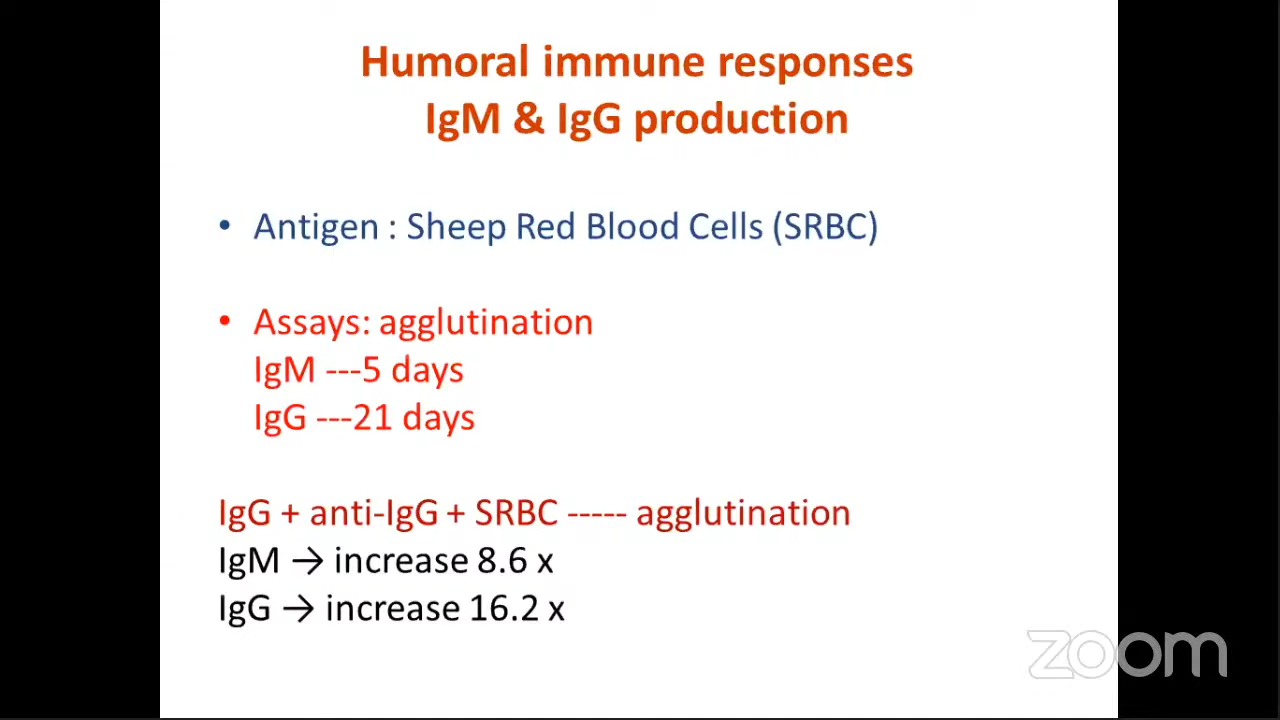 Humoral immune responses
IgM & IgG production
• Antigen : Sheep Red Blood Cells (SRBC)
• Assays: agglutination
IgM ---5 days
IgG ---21 days
IgG + anti-IgG + SRBC ----- agglutination
IgM → increase 8.6 x
IgG → increase 16.2 x
zoom